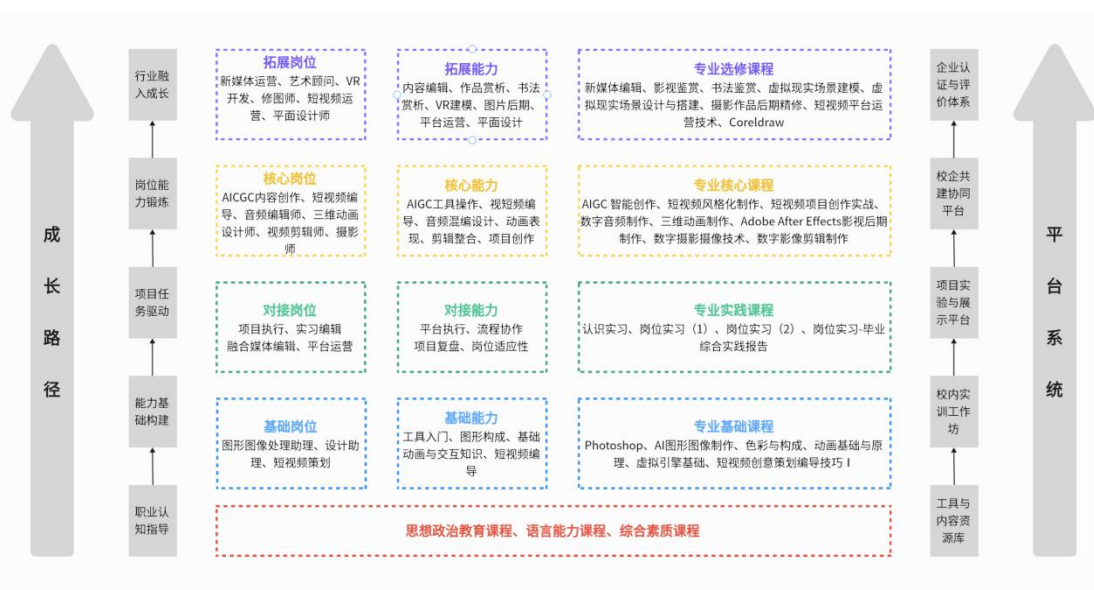 成
长
路
径
行业融
入成长
岗位能
力锻炼
项目任
务驱动
能力基
础构建
职业认
知指导
拓展岗位
新媒体运营、艺术顾问、VR
开发、修图师、短视频运
营、平面设计师
拓展能力
内容编辑、作品赏析、书法
赏析、VR建模、图片后期、
平台运营、平面设计
专业选修课程
新媒体编辑、影视鉴赏、书法鉴赏、虚拟现实场景建模、虚
拟现实场景设计与搭建、摄影作品后期精修、短视频平台运
营技术、Coreldraw
核心岗位
AICGC内容创作、短视频编
导、音频编辑师、三维动画
设计师、视频剪辑师、摄影
师
核心能力
AIGC工具操作、视短频编
导、音频混编设计、动画表
现、剪辑整合、项目创作
专业核心课程
AIGC 智能创作、短视频风格化制作、短视频项目创作实战、
数字音频制作、三维动画制作、Adobe After Effects影视后期
制作、数字摄影摄像技术、数字影像剪辑制作
对接岗位
项目执行、实习编辑
融合媒体编辑、平台运营
对接能力
平台执行、流程协作
项目复盘、岗位适应性
专业实践课程
认识实习、岗位实习（1）、岗位实习（2）、岗位实习-毕业
综合实践报告
基础岗位
图形图像处理助理、设计助
理、短视频策划
基础能力
工具入门、图形构成、基础
动画与交互知识、短视频编
导
专业基础课程
Photoshop、AI图形图像制作、色彩与构成、动画基础与原
理、虚拟引擎基础、短视频创意策划编导技巧Ⅰ
思想政治教育课程、语言能力课程、综合素质课程
企业认
证与评
价体系
校企共
建协同
平台
项目实
验与展
示平台
校内实
训工作
坊
工具与
内容资
源库
平
台
系
统